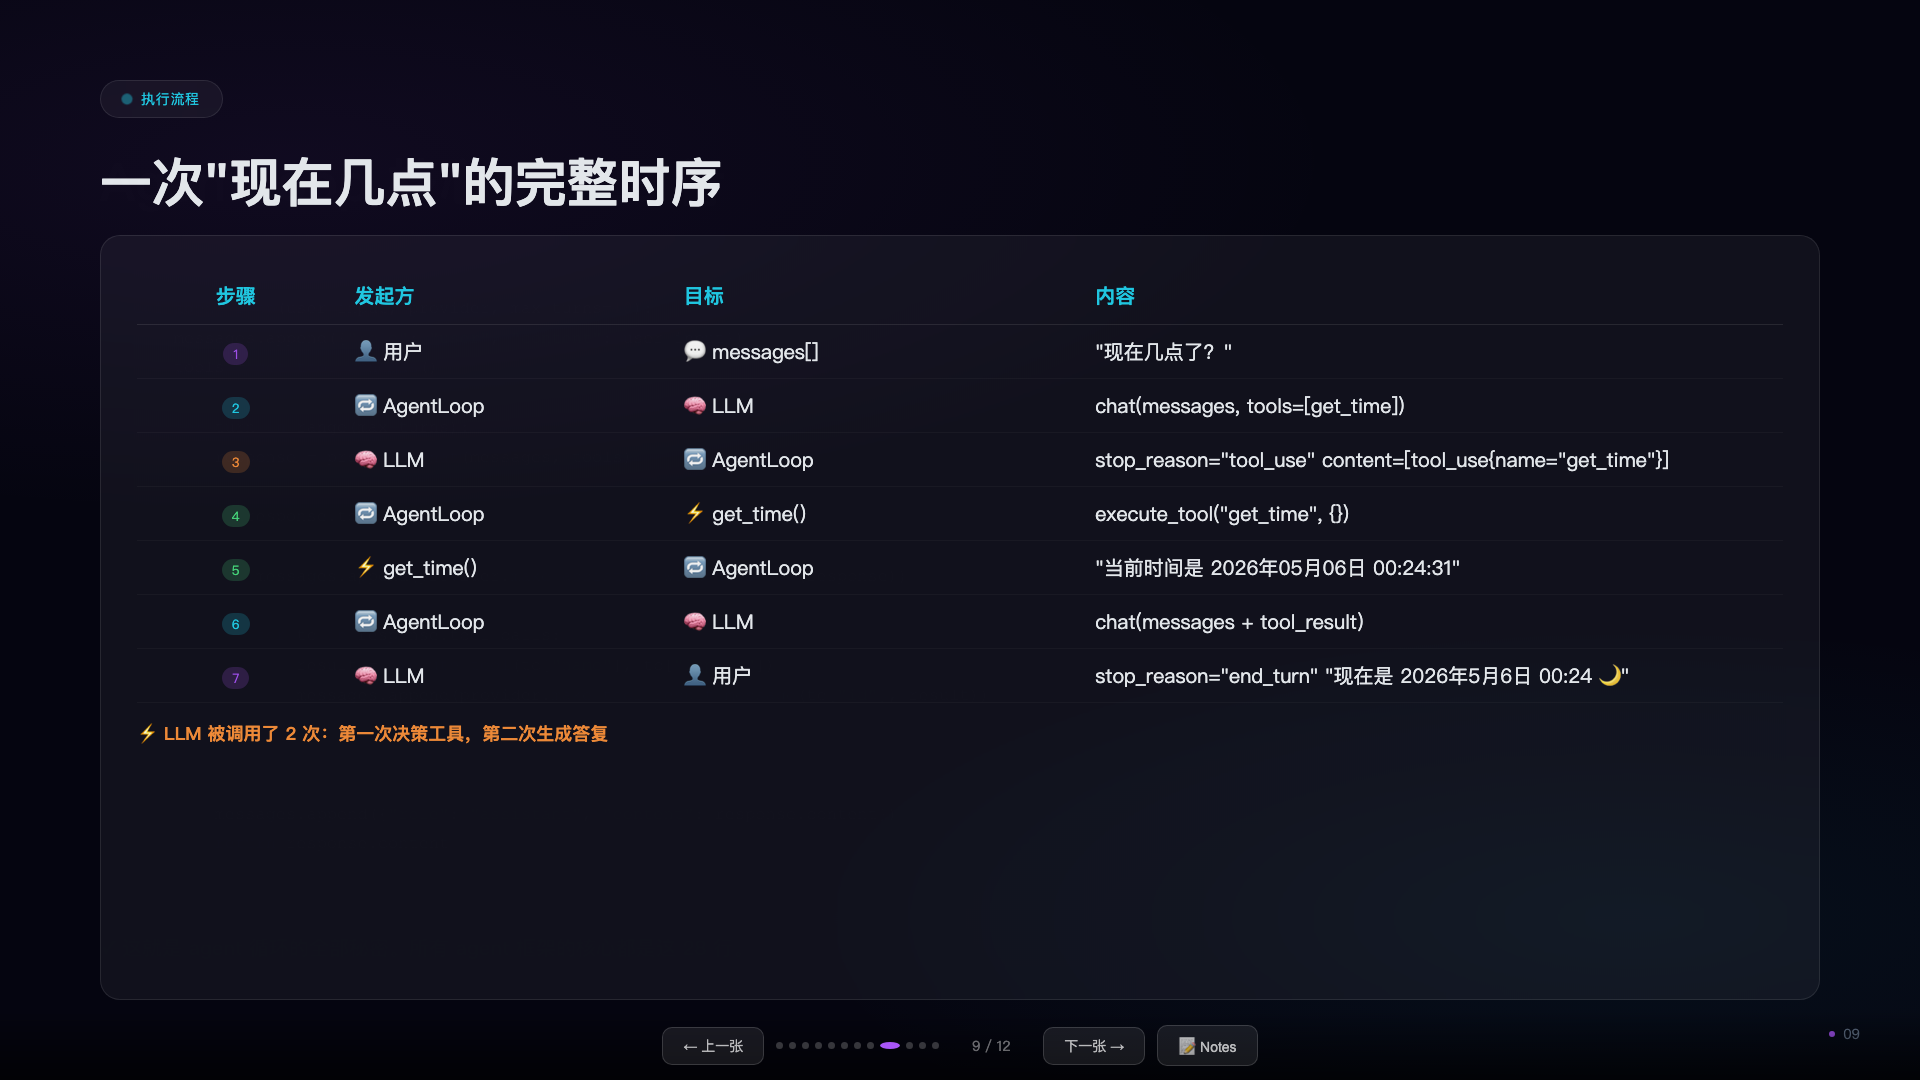 执行流程
一次"现在几点"的完整时序
步骤 发起方 目标 内容
1 👤 用户 💬 messages[] "现在几点了？"
2 🔁 AgentLoop 🧠 LLM chat(messages, tools=[get_time])
3 🧠 LLM 🔁 AgentLoop stop_reason="tool_use" content=[tool_use{name="get_time"}]
4 🔁 AgentLoop ⚡ get_time() execute_tool("get_time", {})
5 ⚡ get_time() 🔁 AgentLoop "当前时间是 2026年05月06日 00:24:31"
6 🔁 AgentLoop 🧠 LLM chat(messages + tool_result)
7 🧠 LLM 👤 用户 stop_reason="end_turn" "现在是 2026年5月6日 00:24 🌙"
⚡ LLM 被调用了 2 次：第一次决策工具，第二次生成答复
← 上一张 9 / 12 下一张 → 📝 Notes
09